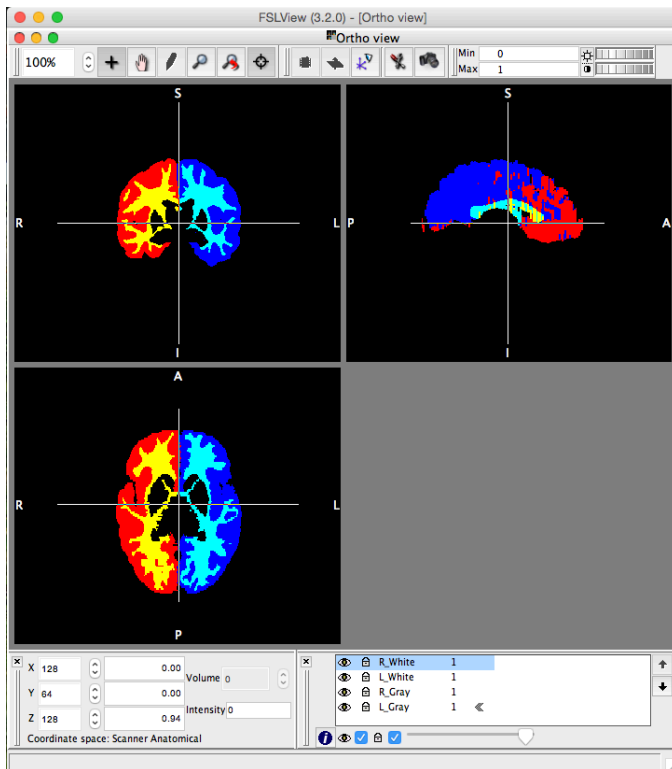 FSLView (3.2.0) - [Ortho view]
Ortho view
100%
Min 0
Max 1
S
R L
I
S
P A
I
A
R L
P
X 128 0.00
Y 64 0.00
Z 128 0.94
Volume 0
Intensity 0
Coordinate space: Scanner Anatomical
R_White 1
L_White 1
R_Gray 1
L_Gray 1